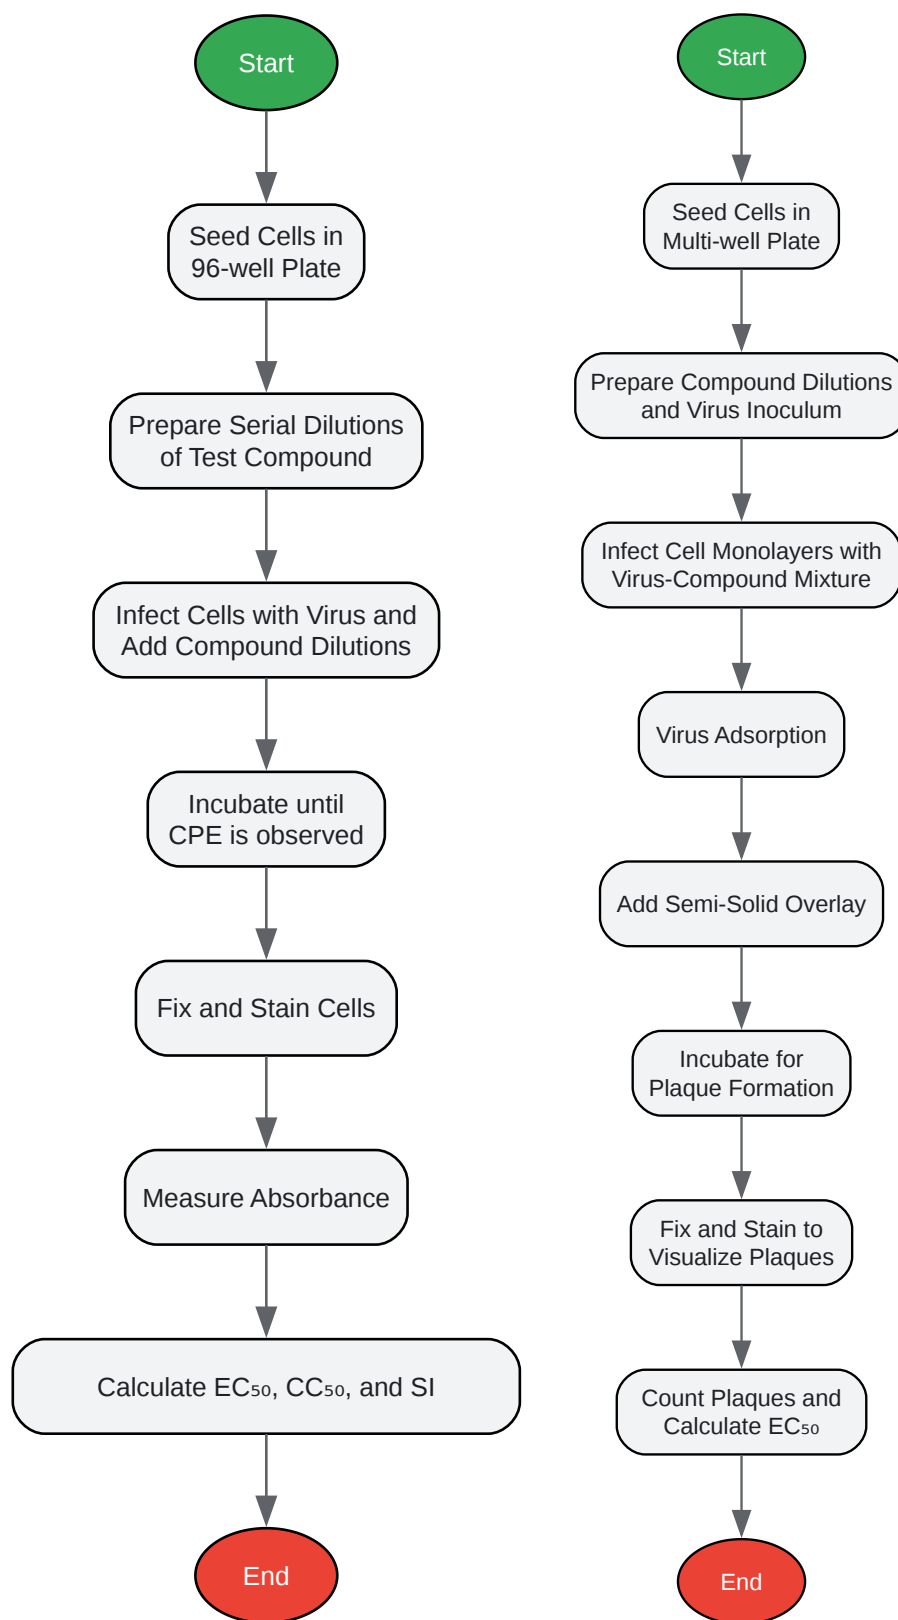 Start
Seed Cells in
96-well Plate
Prepare Serial Dilutions
of Test Compound
Infect Cells with Virus and
Add Compound Dilutions
Incubate until
CPE is observed
Fix and Stain Cells
Measure Absorbance
Calculate EC₅₀, CC₅₀, and SI
End
Start
Seed Cells in
Multi-well Plate
Prepare Compound Dilutions
and Virus Inoculum
Infect Cell Monolayers with
Virus-Compound Mixture
Virus Adsorption
Add Semi-Solid Overlay
Incubate for
Plaque Formation
Fix and Stain to
Visualize Plaques
Count Plaques and
Calculate EC₅₀
End